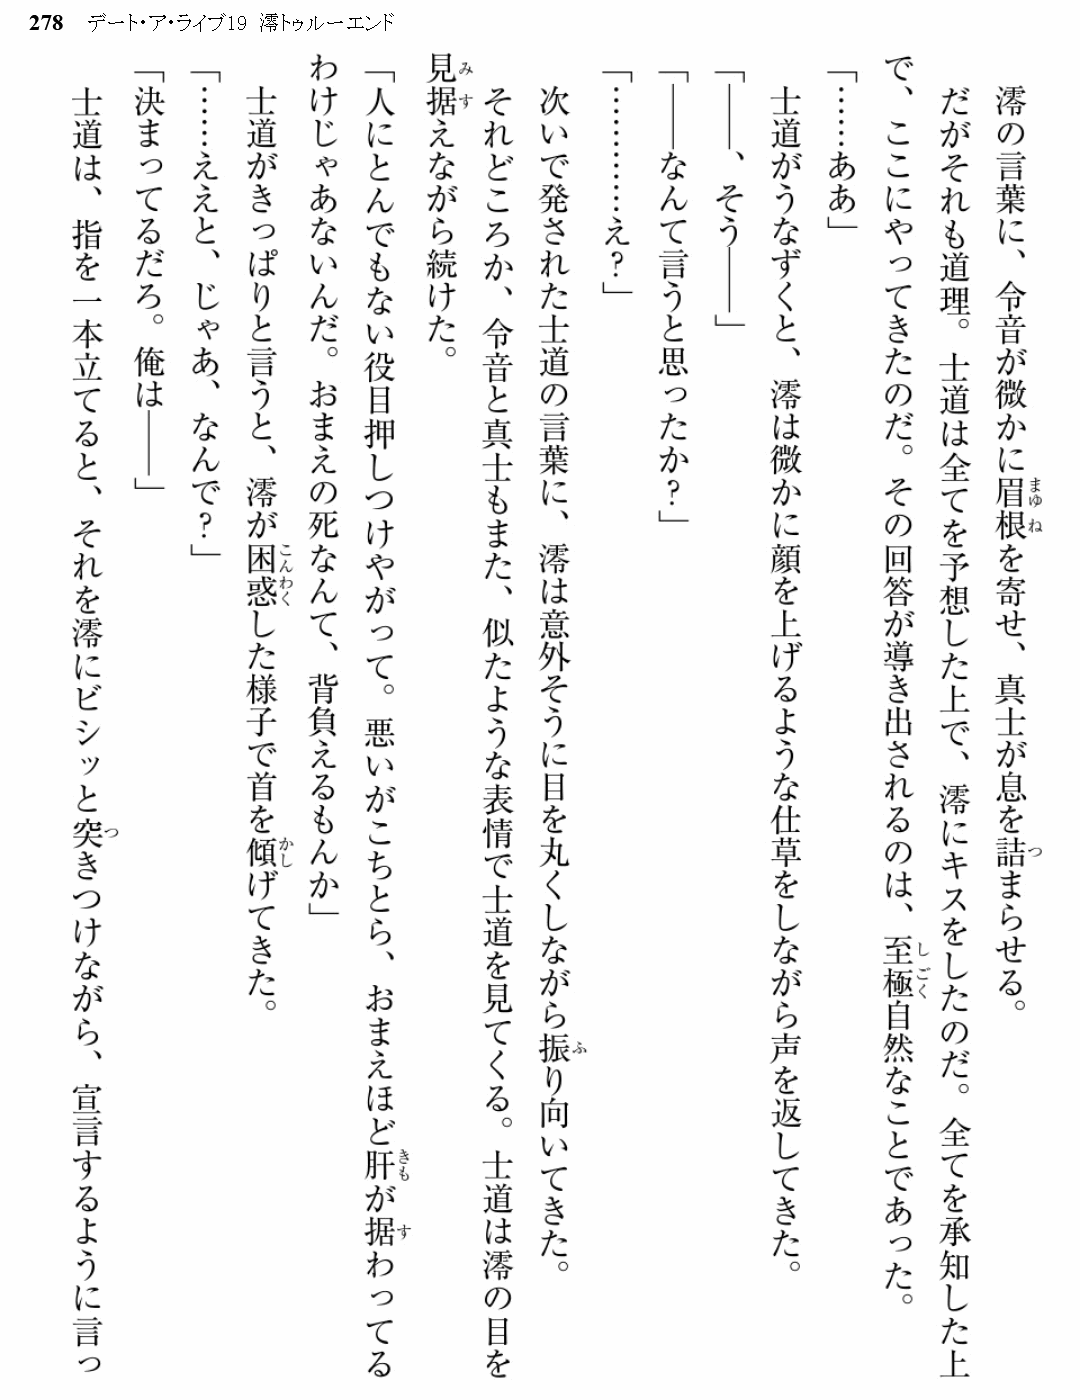 278 デート・ア・ライブ19 澪トゥルーエンド
澪の言葉に、令音が微かに眉根を寄せ、真士が息を詰まらせる。
だがそれも道理。士道は全てを予想した上で、澪にキスをしたのだ。全てを承知した上
で、ここにやってきたのだ。その回答が導き出されるのは、至極自然なことであった。
「……ああ」
士道がうなずくと、澪は微かに顔を上げるような仕草をしながら声を返してきた。
「――、そう――」
「――なんて言うと思ったか?」
「…………え?」
次いで発された士道の言葉に、澪は意外そうに目を丸くしながら振り向いてきた。
それどころか、令音と真士もまた、似たような表情で士道を見てくる。士道は澪の目を
見据えながら続けた。
「人にとんでもない役目押しつけやがって。悪いがこちとら、おまえほど肝が据わってる
わけじゃあないんだ。おまえの死なんて、背負えるもんか」
士道がきっぱりと言うと、澪が困惑した様子で首を傾げてきた。
「……ええと、じゃあ、なんで?」
「決まってるだろ。俺は――」
士道は、指を一本立てると、それを澪にビシッと突きつけながら、宣言するように言っ